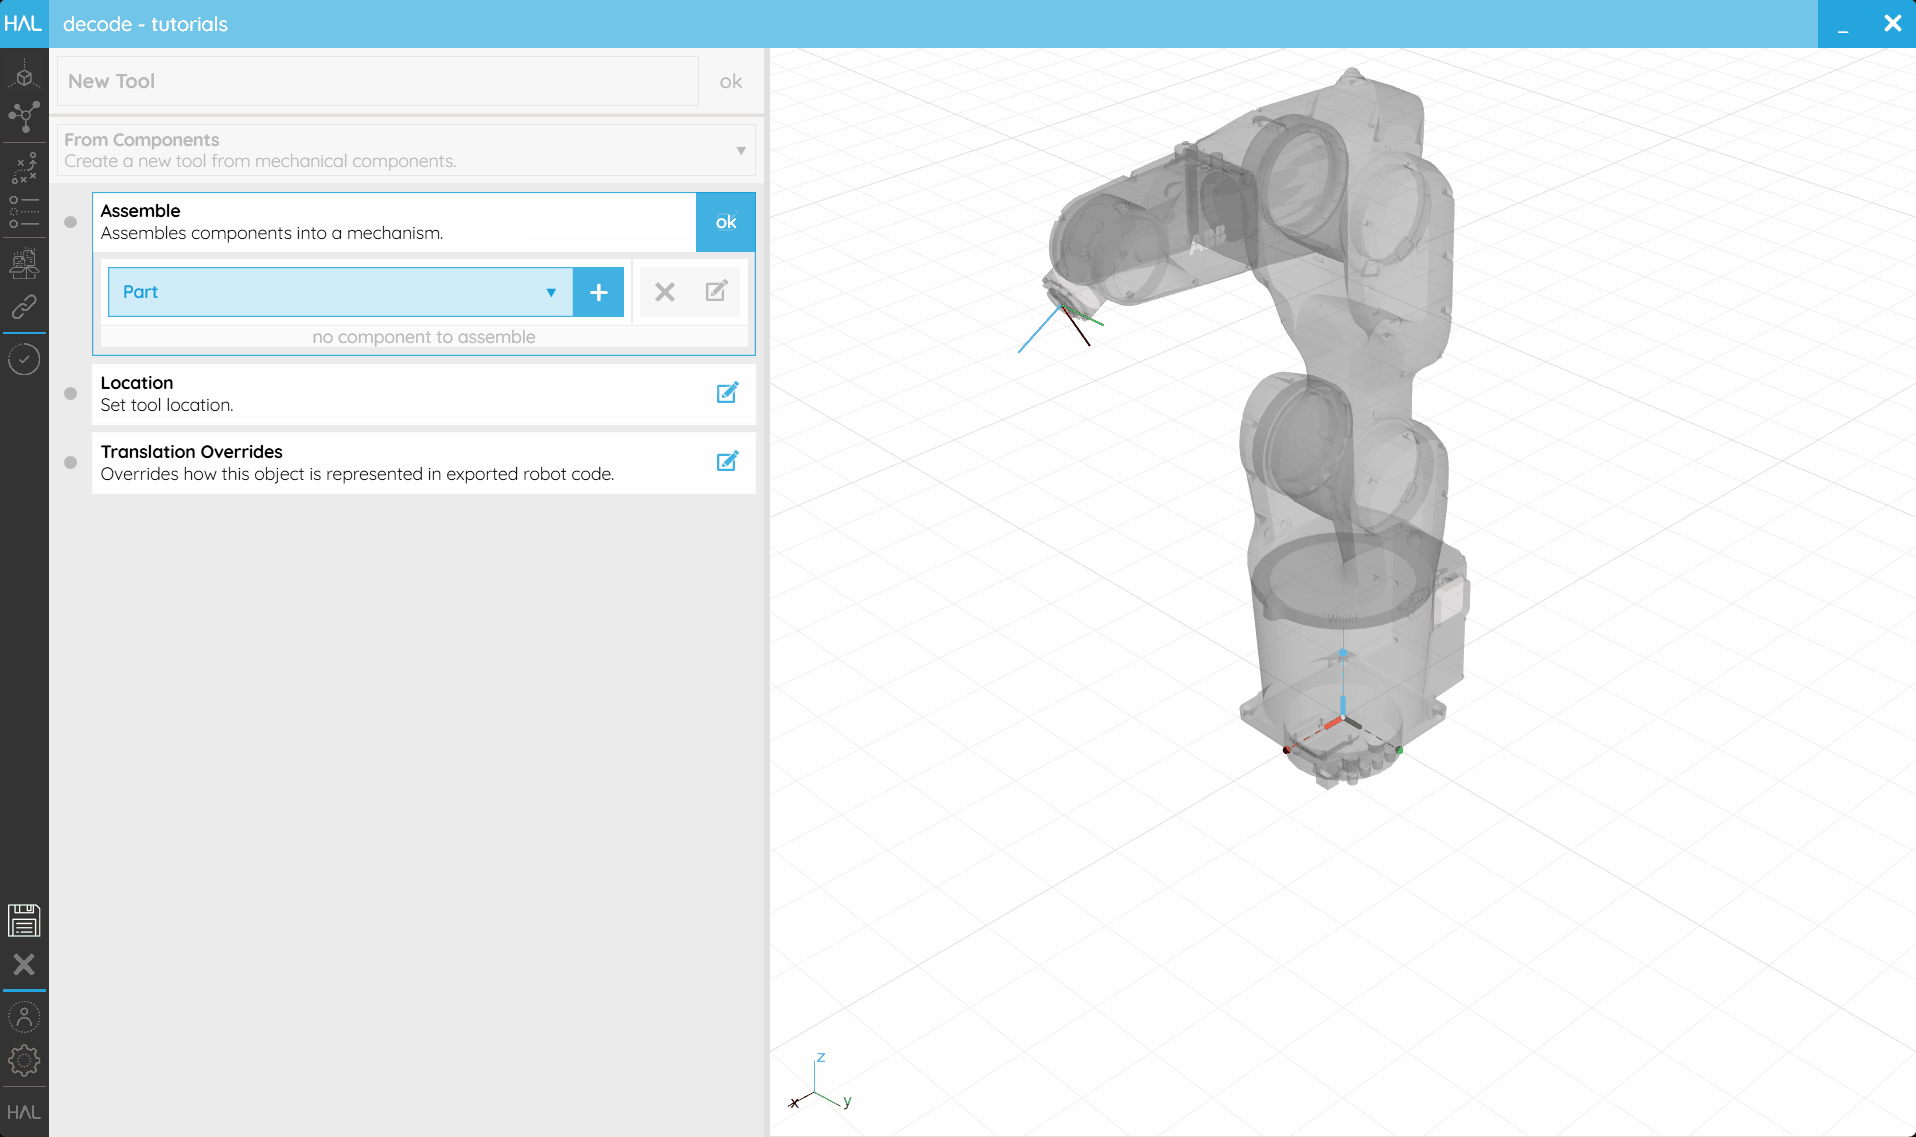 HAL decode - tutorials
New Tool ok
From Components
Create a new tool from mechanical components.
Assemble
Assembles components into a mechanism.
ok
Part
no component to assemble
Location
Set tool location.
Translation Overrides
Overrides how this object is represented in exported robot code.
ABB
World
z
x y
HAL